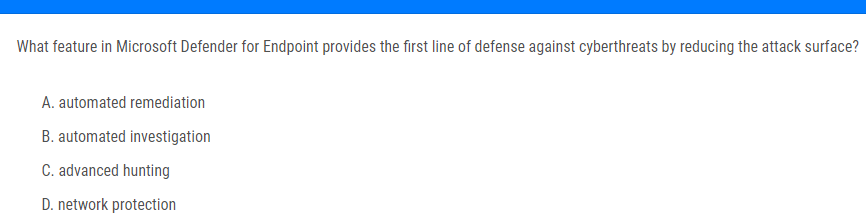 What feature in Microsoft Defender for Endpoint provides the first line of defense against cyberthreats by reducing the attack surface?
A. automated remediation
B. automated investigation
C. advanced hunting
D. network protection